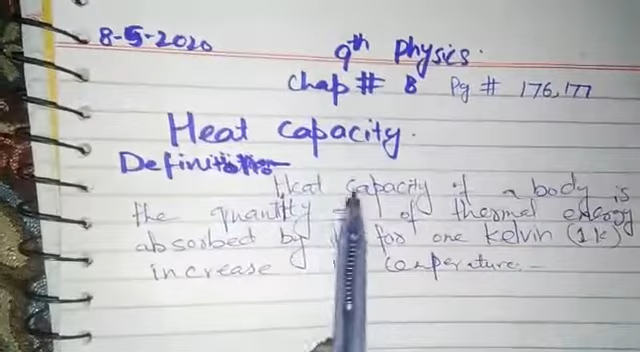 8-5-2020
9th Physics.
Chap # 8 Pg # 176,177
Heat capacity.
Definition
Heat capacity of a body is
the quantity of thermal energy
absorbed by for one kelvin (1K)
increase temperature.